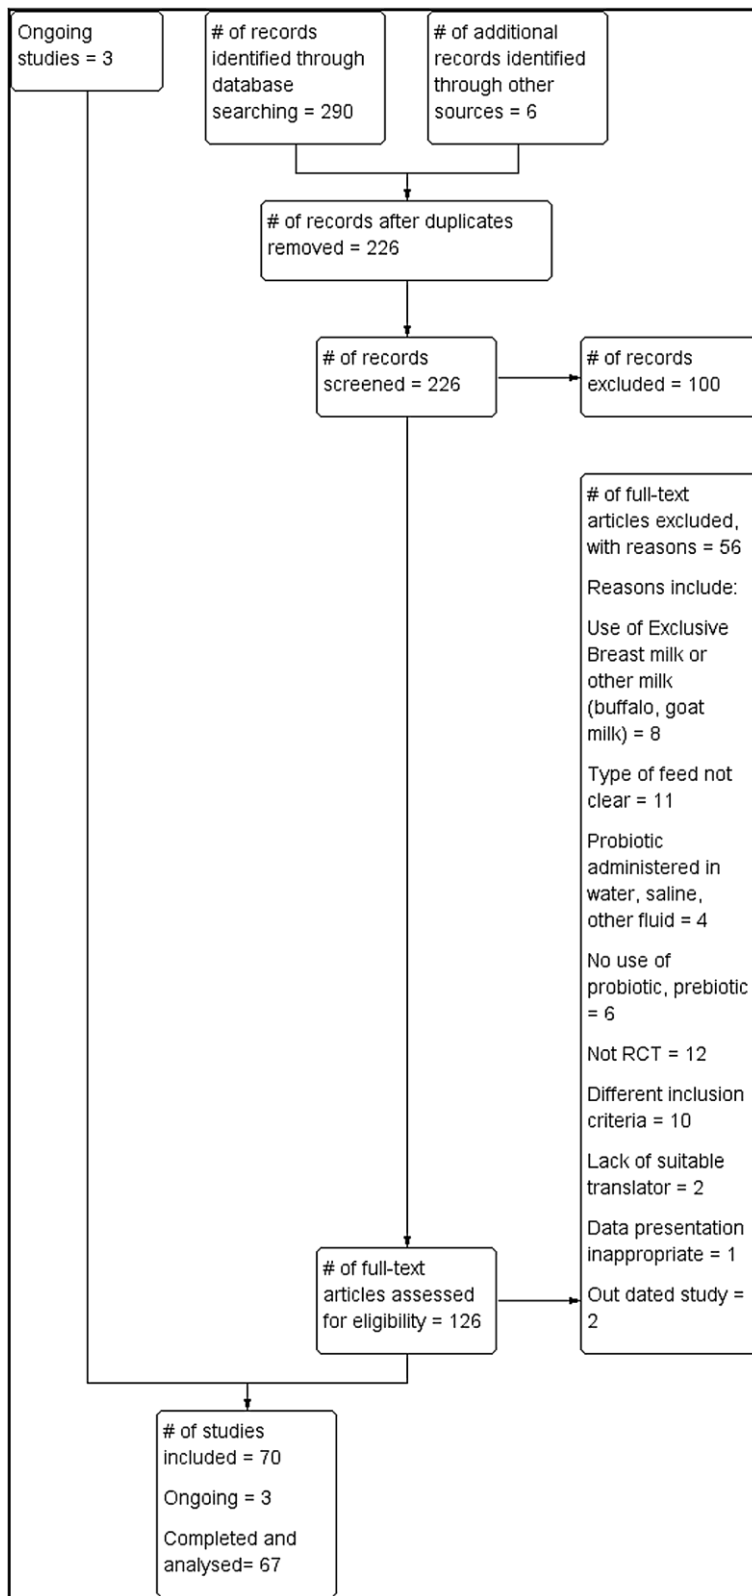 Ongoing
studies = 3
# of records
identified through
database
searching = 290
# of additional
records identified
through other
sources = 6
# of records after duplicates
removed = 226
# of records
screened = 226
# of records
excluded = 100
# of full-text
articles excluded,
with reasons = 56
Reasons include:
Use of Exclusive
Breast milk or
other milk
(buffalo, goat
milk) = 8
Type of feed not
clear = 11
Probiotic
administered in
water, saline,
other fluid = 4
No use of
probiotic, prebiotic
= 6
Not RCT = 12
Different inclusion
criteria = 10
Lack of suitable
translator = 2
Data presentation
inappropriate = 1
Out dated study =
2
# of full-text
articles assessed
for eligibility = 126
# of studies
included = 70
Ongoing = 3
Completed and
analysed= 67